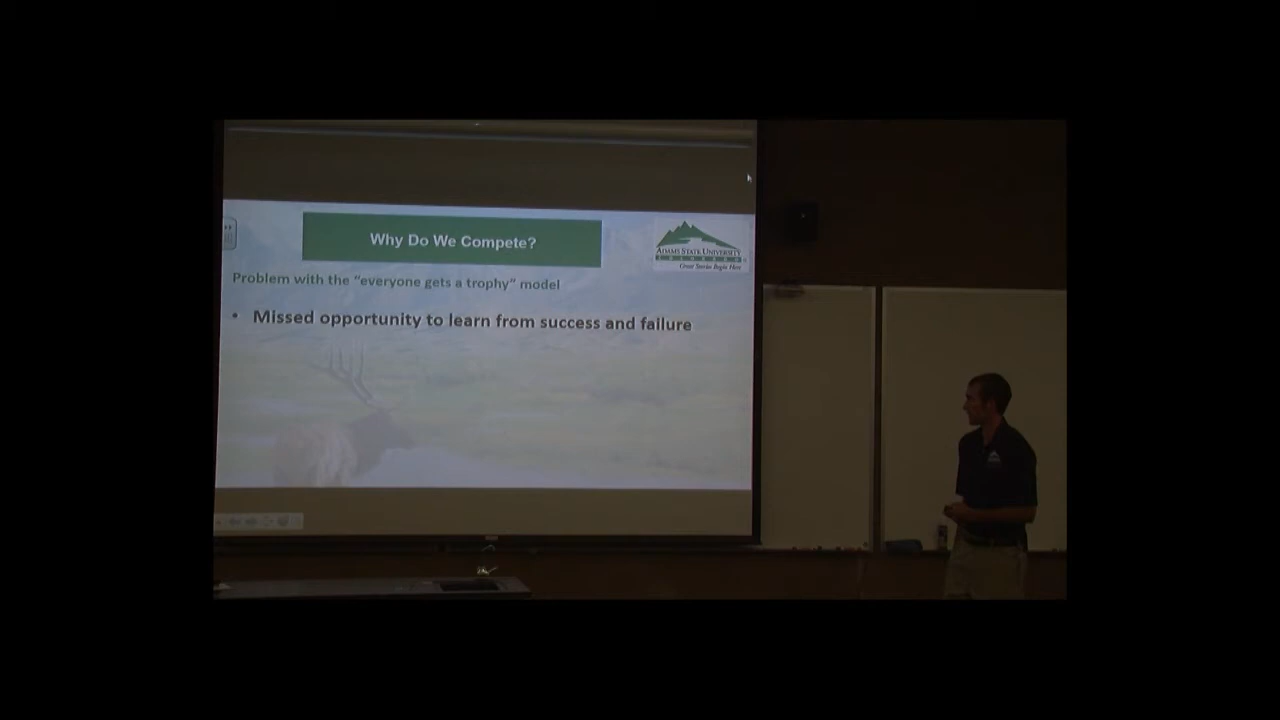 Why Do We Compete?
ADAMS STATE UNIVERSITY
COLORADO
Great Stories Begin Here
Problem with the “everyone gets a trophy” model
• Missed opportunity to learn from success and failure